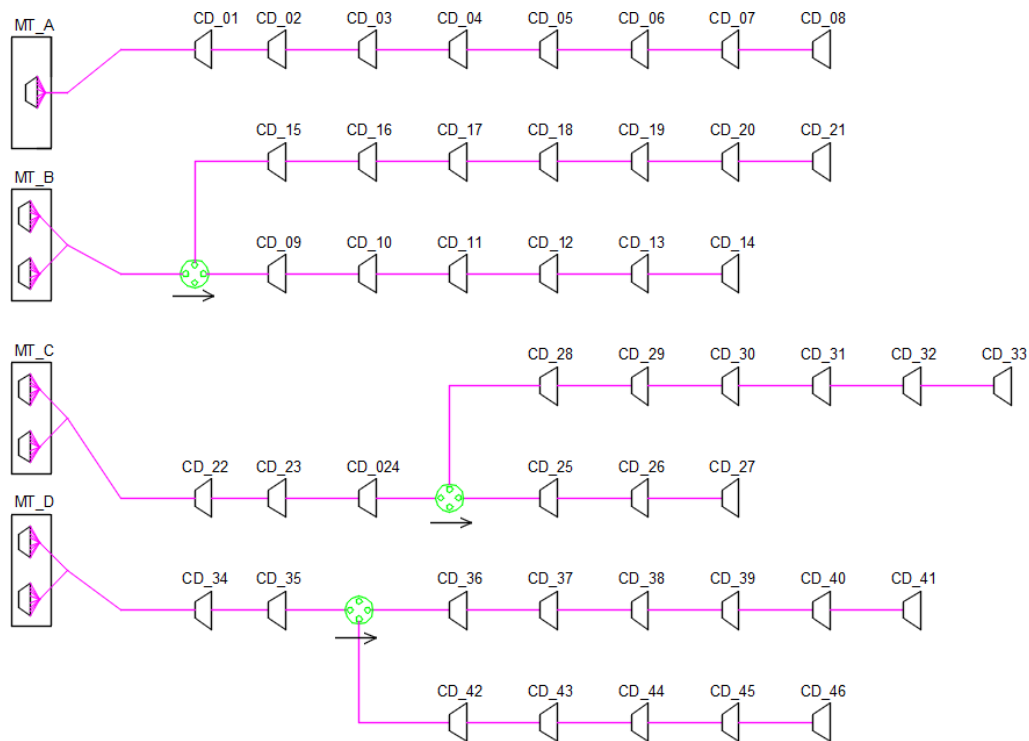 MT_A CD_01 CD_02 CD_03 CD_04 CD_05 CD_06 CD_07 CD_08
CD_15 CD_16 CD_17 CD_18 CD_19 CD_20 CD_21
MT_B
CD_09 CD_10 CD_11 CD_12 CD_13 CD_14
MT_C
CD_28 CD_29 CD_30 CD_31 CD_32 CD_33
CD_22 CD_23 CD_024 CD_25 CD_26 CD_27
MT_D
CD_34 CD_35 CD_36 CD_37 CD_38 CD_39 CD_40 CD_41
CD_42 CD_43 CD_44 CD_45 CD_46